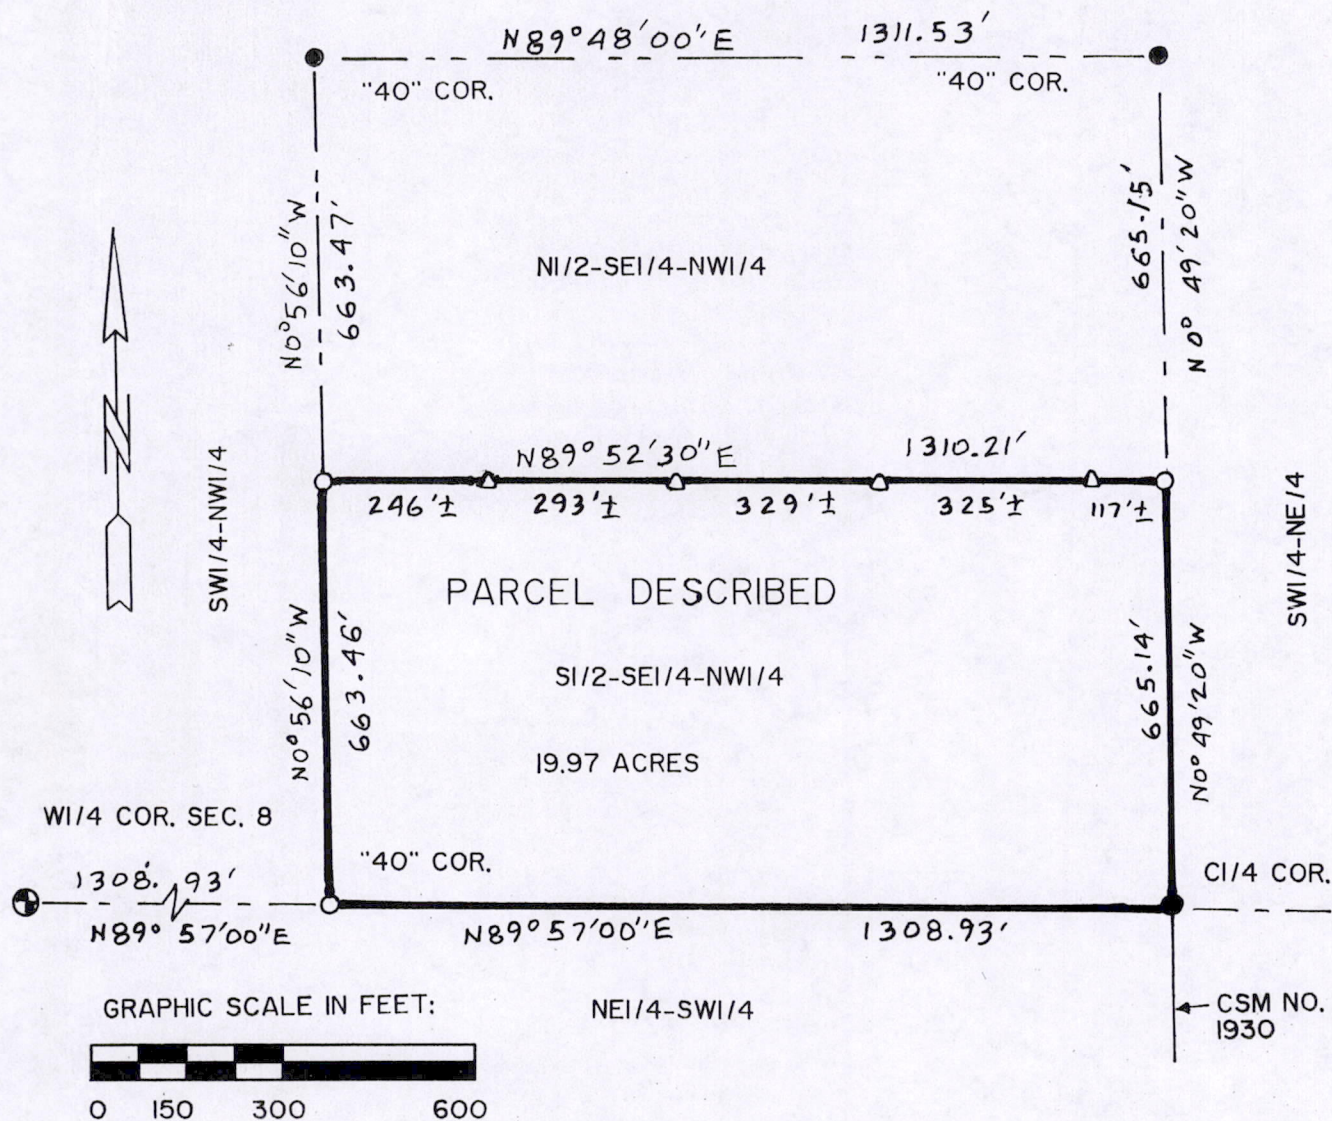 N89°48'00"E 1311.53'
"40" COR. "40" COR.
N0°56'10"W
663.47'
665.15'
N0° 49'20"W
N1/2-SE1/4-NW1/4
N
SW1/4-NW1/4
N89°52'30"E 1310.21'
246'± 293'± 329'± 325'± 117'±
SW1/4-NE1/4
PARCEL DESCRIBED
N0°56'10"W
663.46'
665.14'
N0°49'20"W
S1/2-SE1/4-NW1/4
19.97 ACRES
W1/4 COR. SEC. 8
"40" COR.
C1/4 COR.
1308.93'
N89°57'00"E
N89°57'00"E 1308.93'
GRAPHIC SCALE IN FEET:
NE1/4-SW1/4
CSM NO.
1930
0 150 300 600